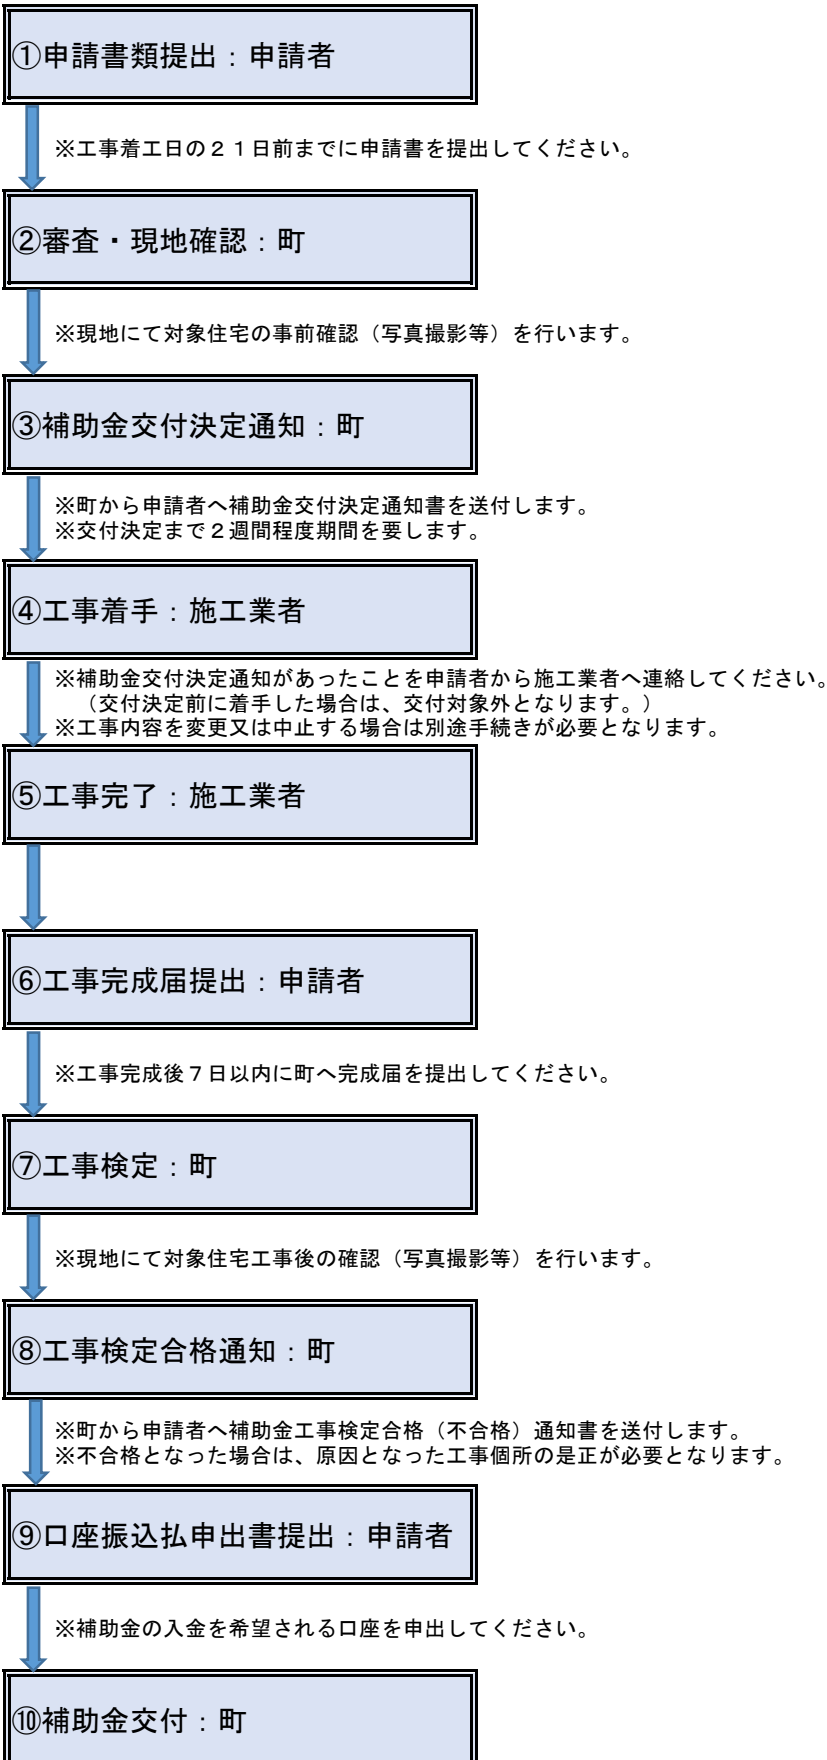 ①申請書類提出：申請者
※工事着工日の２１日前までに申請書を提出してください。
②審査・現地確認：町
※現地にて対象住宅の事前確認（写真撮影等）を行います。
③補助金交付決定通知：町
※町から申請者へ補助金交付決定通知書を送付します。
※交付決定まで２週間程度期間を要します。
④工事着手：施工業者
※補助金交付決定通知があったことを申請者から施工業者へ連絡してください。
（交付決定前に着手した場合は、交付対象外となります。）
※工事内容を変更又は中止する場合は別途手続きが必要となります。
⑤工事完了：施工業者
⑥工事完成届提出：申請者
※工事完成後７日以内に町へ完成届を提出してください。
⑦工事検定：町
※現地にて対象住宅工事後の確認（写真撮影等）を行います。
⑧工事検定合格通知：町
※町から申請者へ補助金工事検定合格（不合格）通知書を送付します。
※不合格となった場合は、原因となった工事個所の是正が必要となります。
⑨口座振込払申出書提出：申請者
※補助金の入金を希望される口座を申出してください。
⑩補助金交付：町